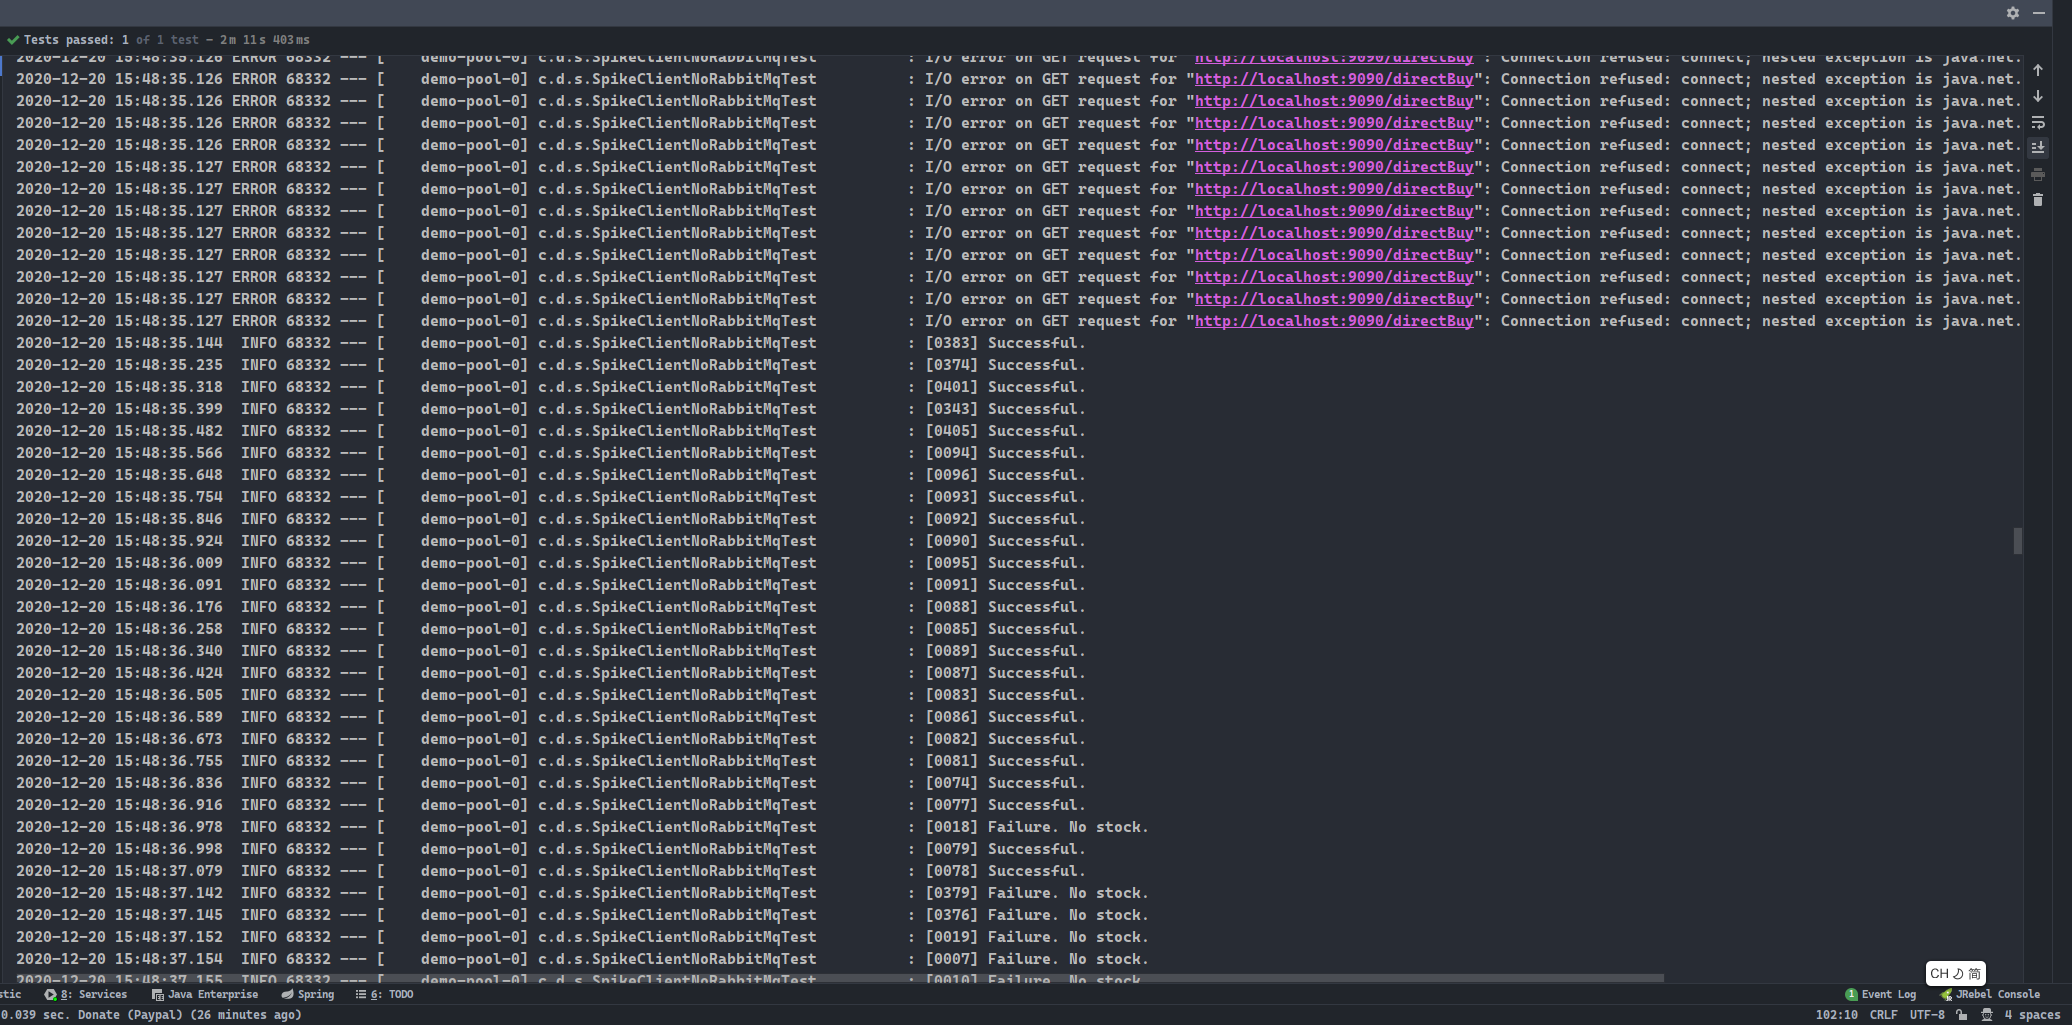 Tests passed: 1 of 1 test – 2 m 11 s 403 ms
2020-12-20 15:48:35.126 ERROR 68332 --- [    demo-pool-0] c.d.s.SpikeClientNoRabbitMqTest          : I/O error on GET request for "http://localhost:9090/directBuy": Connection refused: connect; nested exception is java.net.
2020-12-20 15:48:35.126 ERROR 68332 --- [    demo-pool-0] c.d.s.SpikeClientNoRabbitMqTest          : I/O error on GET request for "http://localhost:9090/directBuy": Connection refused: connect; nested exception is java.net.
2020-12-20 15:48:35.126 ERROR 68332 --- [    demo-pool-0] c.d.s.SpikeClientNoRabbitMqTest          : I/O error on GET request for "http://localhost:9090/directBuy": Connection refused: connect; nested exception is java.net.
2020-12-20 15:48:35.126 ERROR 68332 --- [    demo-pool-0] c.d.s.SpikeClientNoRabbitMqTest          : I/O error on GET request for "http://localhost:9090/directBuy": Connection refused: connect; nested exception is java.net.
2020-12-20 15:48:35.126 ERROR 68332 --- [    demo-pool-0] c.d.s.SpikeClientNoRabbitMqTest          : I/O error on GET request for "http://localhost:9090/directBuy": Connection refused: connect; nested exception is java.net.
2020-12-20 15:48:35.127 ERROR 68332 --- [    demo-pool-0] c.d.s.SpikeClientNoRabbitMqTest          : I/O error on GET request for "http://localhost:9090/directBuy": Connection refused: connect; nested exception is java.net.
2020-12-20 15:48:35.127 ERROR 68332 --- [    demo-pool-0] c.d.s.SpikeClientNoRabbitMqTest          : I/O error on GET request for "http://localhost:9090/directBuy": Connection refused: connect; nested exception is java.net.
2020-12-20 15:48:35.127 ERROR 68332 --- [    demo-pool-0] c.d.s.SpikeClientNoRabbitMqTest          : I/O error on GET request for "http://localhost:9090/directBuy": Connection refused: connect; nested exception is java.net.
2020-12-20 15:48:35.127 ERROR 68332 --- [    demo-pool-0] c.d.s.SpikeClientNoRabbitMqTest          : I/O error on GET request for "http://localhost:9090/directBuy": Connection refused: connect; nested exception is java.net.
2020-12-20 15:48:35.127 ERROR 68332 --- [    demo-pool-0] c.d.s.SpikeClientNoRabbitMqTest          : I/O error on GET request for "http://localhost:9090/directBuy": Connection refused: connect; nested exception is java.net.
2020-12-20 15:48:35.127 ERROR 68332 --- [    demo-pool-0] c.d.s.SpikeClientNoRabbitMqTest          : I/O error on GET request for "http://localhost:9090/directBuy": Connection refused: connect; nested exception is java.net.
2020-12-20 15:48:35.127 ERROR 68332 --- [    demo-pool-0] c.d.s.SpikeClientNoRabbitMqTest          : I/O error on GET request for "http://localhost:9090/directBuy": Connection refused: connect; nested exception is java.net.
2020-12-20 15:48:35.127 ERROR 68332 --- [    demo-pool-0] c.d.s.SpikeClientNoRabbitMqTest          : I/O error on GET request for "http://localhost:9090/directBuy": Connection refused: connect; nested exception is java.net.
2020-12-20 15:48:35.144  INFO 68332 --- [    demo-pool-0] c.d.s.SpikeClientNoRabbitMqTest          : [0383] Successful.
2020-12-20 15:48:35.235  INFO 68332 --- [    demo-pool-0] c.d.s.SpikeClientNoRabbitMqTest          : [0374] Successful.
2020-12-20 15:48:35.318  INFO 68332 --- [    demo-pool-0] c.d.s.SpikeClientNoRabbitMqTest          : [0401] Successful.
2020-12-20 15:48:35.399  INFO 68332 --- [    demo-pool-0] c.d.s.SpikeClientNoRabbitMqTest          : [0343] Successful.
2020-12-20 15:48:35.482  INFO 68332 --- [    demo-pool-0] c.d.s.SpikeClientNoRabbitMqTest          : [0405] Successful.
2020-12-20 15:48:35.566  INFO 68332 --- [    demo-pool-0] c.d.s.SpikeClientNoRabbitMqTest          : [0094] Successful.
2020-12-20 15:48:35.648  INFO 68332 --- [    demo-pool-0] c.d.s.SpikeClientNoRabbitMqTest          : [0096] Successful.
2020-12-20 15:48:35.754  INFO 68332 --- [    demo-pool-0] c.d.s.SpikeClientNoRabbitMqTest          : [0093] Successful.
2020-12-20 15:48:35.846  INFO 68332 --- [    demo-pool-0] c.d.s.SpikeClientNoRabbitMqTest          : [0092] Successful.
2020-12-20 15:48:35.924  INFO 68332 --- [    demo-pool-0] c.d.s.SpikeClientNoRabbitMqTest          : [0090] Successful.
2020-12-20 15:48:36.009  INFO 68332 --- [    demo-pool-0] c.d.s.SpikeClientNoRabbitMqTest          : [0095] Successful.
2020-12-20 15:48:36.091  INFO 68332 --- [    demo-pool-0] c.d.s.SpikeClientNoRabbitMqTest          : [0091] Successful.
2020-12-20 15:48:36.176  INFO 68332 --- [    demo-pool-0] c.d.s.SpikeClientNoRabbitMqTest          : [0088] Successful.
2020-12-20 15:48:36.258  INFO 68332 --- [    demo-pool-0] c.d.s.SpikeClientNoRabbitMqTest          : [0085] Successful.
2020-12-20 15:48:36.340  INFO 68332 --- [    demo-pool-0] c.d.s.SpikeClientNoRabbitMqTest          : [0089] Successful.
2020-12-20 15:48:36.424  INFO 68332 --- [    demo-pool-0] c.d.s.SpikeClientNoRabbitMqTest          : [0087] Successful.
2020-12-20 15:48:36.505  INFO 68332 --- [    demo-pool-0] c.d.s.SpikeClientNoRabbitMqTest          : [0083] Successful.
2020-12-20 15:48:36.589  INFO 68332 --- [    demo-pool-0] c.d.s.SpikeClientNoRabbitMqTest          : [0086] Successful.
2020-12-20 15:48:36.673  INFO 68332 --- [    demo-pool-0] c.d.s.SpikeClientNoRabbitMqTest          : [0082] Successful.
2020-12-20 15:48:36.755  INFO 68332 --- [    demo-pool-0] c.d.s.SpikeClientNoRabbitMqTest          : [0081] Successful.
2020-12-20 15:48:36.836  INFO 68332 --- [    demo-pool-0] c.d.s.SpikeClientNoRabbitMqTest          : [0074] Successful.
2020-12-20 15:48:36.916  INFO 68332 --- [    demo-pool-0] c.d.s.SpikeClientNoRabbitMqTest          : [0077] Successful.
2020-12-20 15:48:36.978  INFO 68332 --- [    demo-pool-0] c.d.s.SpikeClientNoRabbitMqTest          : [0018] Failure. No stock.
2020-12-20 15:48:36.998  INFO 68332 --- [    demo-pool-0] c.d.s.SpikeClientNoRabbitMqTest          : [0079] Successful.
2020-12-20 15:48:37.079  INFO 68332 --- [    demo-pool-0] c.d.s.SpikeClientNoRabbitMqTest          : [0078] Successful.
2020-12-20 15:48:37.142  INFO 68332 --- [    demo-pool-0] c.d.s.SpikeClientNoRabbitMqTest          : [0379] Failure. No stock.
2020-12-20 15:48:37.145  INFO 68332 --- [    demo-pool-0] c.d.s.SpikeClientNoRabbitMqTest          : [0376] Failure. No stock.
2020-12-20 15:48:37.152  INFO 68332 --- [    demo-pool-0] c.d.s.SpikeClientNoRabbitMqTest          : [0019] Failure. No stock.
2020-12-20 15:48:37.154  INFO 68332 --- [    demo-pool-0] c.d.s.SpikeClientNoRabbitMqTest          : [0007] Failure. No stock.
2020-12-20 15:48:37.155  INFO 68332 --- [    demo-pool-0] c.d.s.SpikeClientNoRabbitMqTest          : [0010] Failure. No stock.
CH 简
stic 8: Services Java Enterprise Spring 6: TODO 1 Event Log JRebel Console
0.039 sec. Donate (Paypal) (26 minutes ago) 102:10 CRLF UTF-8 4 spaces